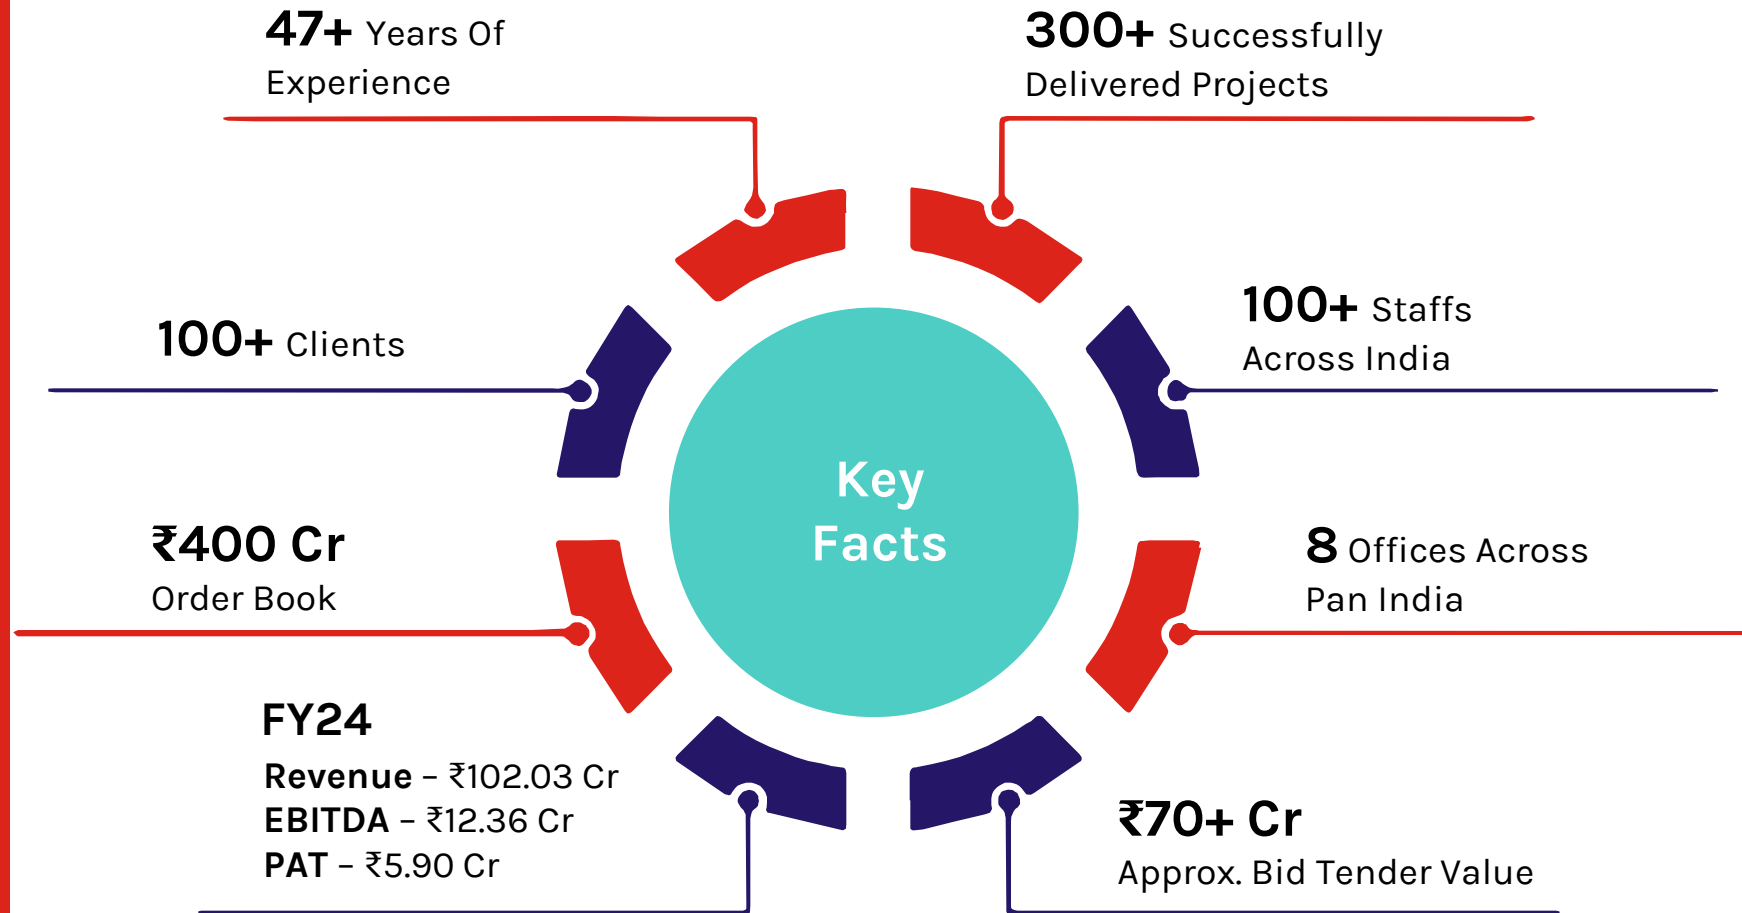 47+ Years Of
Experience
300+ Successfully
Delivered Projects
100+ Clients
100+ Staffs
Across India
Key
Facts
₹400 Cr
Order Book
8 Offices Across
Pan India
FY24
Revenue – ₹102.03 Cr
EBITDA – ₹12.36 Cr
PAT – ₹5.90 Cr
₹70+ Cr
Approx. Bid Tender Value